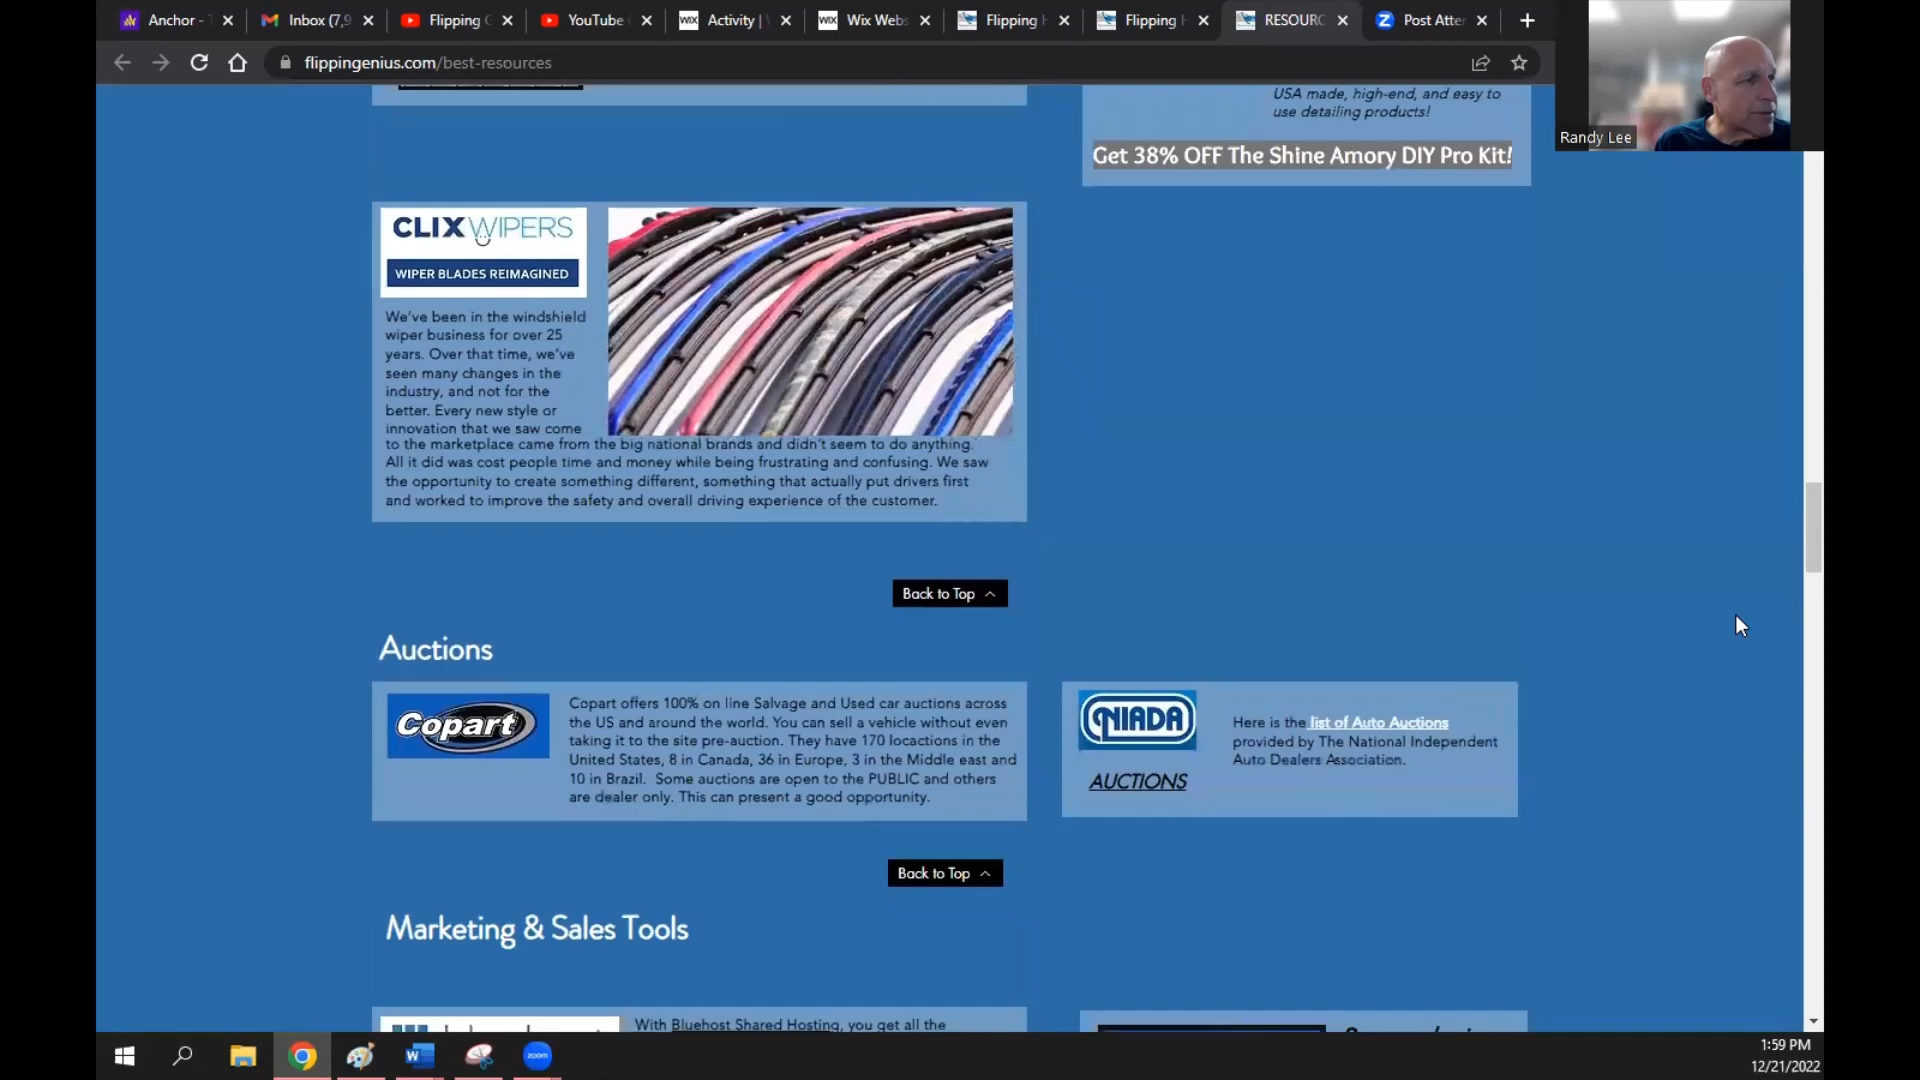 Anchor -
Inbox (7,9
Flipping G
YouTube
Activity |
Wix Webs
Flipping H
Flipping H
RESOURC
Post Atten
flippingenius.com/best-resources
Randy Lee
USA made, high-end, and easy to
use detailing products!
Get 38% OFF The Shine Amory DIY Pro Kit!
CLIXWIPERS
WIPER BLADES REIMAGINED
We've been in the windshield
wiper business for over 25
years. Over that time, we've
seen many changes in the
industry, and not for the
better. Every new style or
innovation that we saw come
to the marketplace came from the big national brands and didn't seem to do anything.
All it did was cost people time and money while being frustrating and confusing. We saw
the opportunity to create something different, something that actually put drivers first
and worked to improve the safety and overall driving experience of the customer.
Back to Top
Auctions
Copart
Copart offers 100% on line Salvage and Used car auctions across
the US and around the world. You can sell a vehicle without even
taking it to the site pre-auction. They have 170 locactions in the
United States, 8 in Canada, 36 in Europe, 3 in the Middle east and
10 in Brazil. Some auctions are open to the PUBLIC and others
are dealer only. This can present a good opportunity.
NIADA
AUCTIONS
Here is the list of Auto Auctions
provided by The National Independent
Auto Dealers Association.
Back to Top
Marketing & Sales Tools
With Bluehost Shared Hosting, you get all the
zoom
1:59 PM
12/21/2022